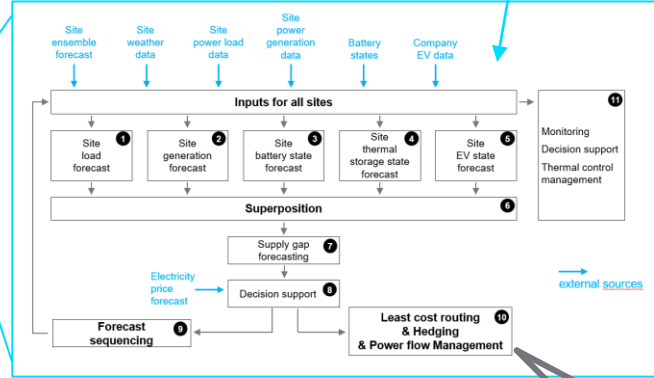 Site
ensemble
forecast
Site
weather
data
Site
power load
data
Site
power
generation
data
Battery
states
Company
EV data
Inputs for all sites
11
Monitoring
Decision support
Thermal control
management
1
Site
load
forecast
2
Site
generation
forecast
3
Site
battery state
forecast
4
Site
thermal
storage state
forecast
5
Site
EV state
forecast
Superposition
6
Supply gap
forecasting
7
Electricity
price
forecast
Decision support
8
external sources
Forecast
sequencing
9
Least cost routing
& Hedging
& Power flow Management
10